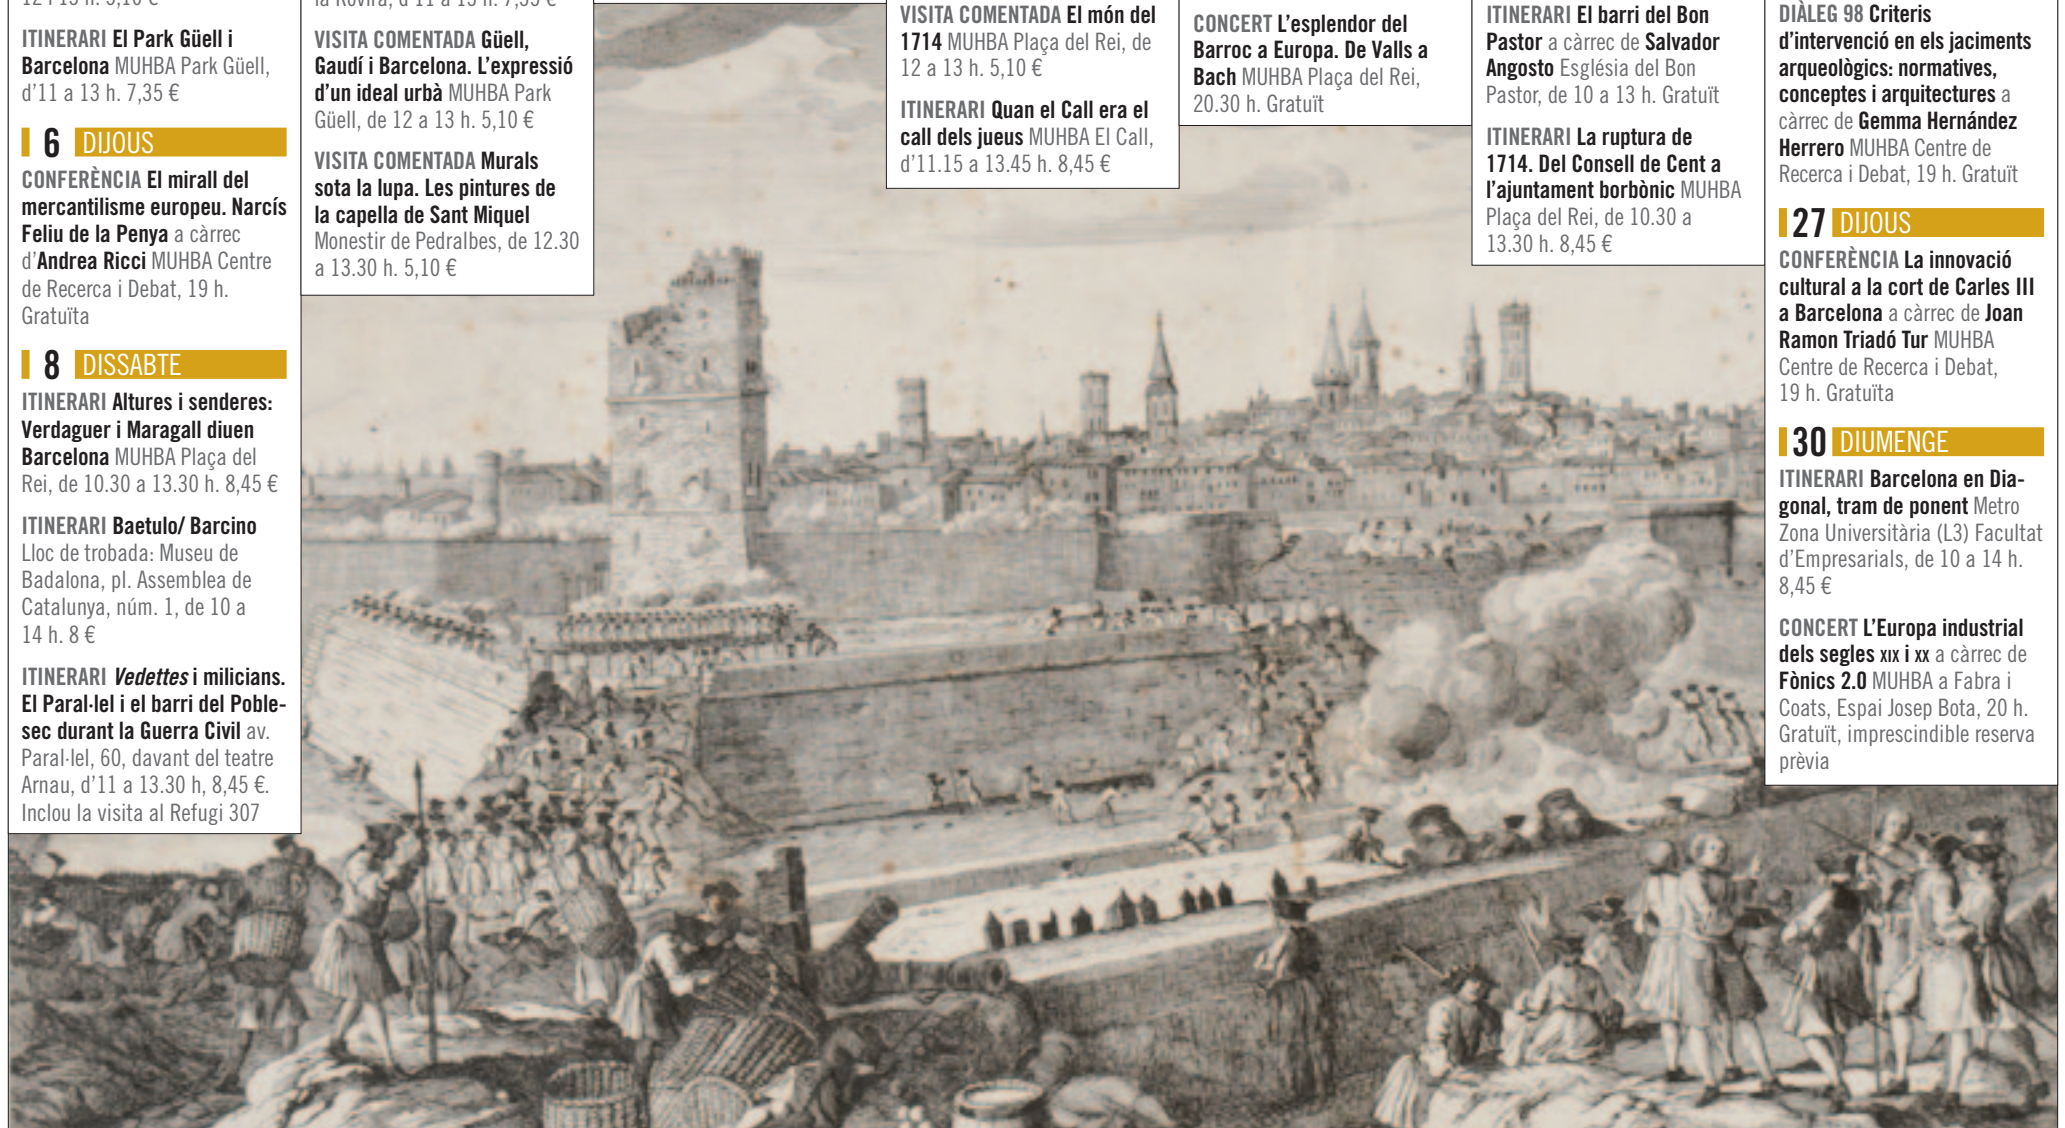 12 i 13 h. 5,10 €
ITINERARI El Park Güell i
Barcelona MUHBA Park Güell,
d’11 a 13 h. 7,35 €
6 DIJOUS
CONFERÈNCIA El mirall del
mercantilisme europeu. Narcís
Feliu de la Penya a càrrec
d’Andrea Ricci MUHBA Centre
de Recerca i Debat, 19 h.
Gratuïta
8 DISSABTE
ITINERARI Altures i senderes:
Verdaguer i Maragall diuen
Barcelona MUHBA Plaça del
Rei, de 10.30 a 13.30 h. 8,45 €
ITINERARI Baetulo/ Barcino
Lloc de trobada: Museu de
Badalona, pl. Assemblea de
Catalunya, núm. 1, de 10 a
14 h. 8 €
ITINERARI Vedettes i milicians.
El Paral·lel i el barri del Poble-
sec durant la Guerra Civil av.
Paral·lel, 60, davant del teatre
Arnau, d’11 a 13.30 h, 8,45 €.
Inclou la visita al Refugi 307
la Rovira, d’11 a 13 h. 7,35 €
VISITA COMENTADA Güell,
Gaudí i Barcelona. L’expressió
d’un ideal urbà MUHBA Park
Güell, de 12 a 13 h. 5,10 €
VISITA COMENTADA Murals
sota la lupa. Les pintures de
la capella de Sant Miquel
Monestir de Pedralbes, de 12.30
a 13.30 h. 5,10 €
VISITA COMENTADA El món del
1714 MUHBA Plaça del Rei, de
12 a 13 h. 5,10 €
ITINERARI Quan el Call era el
call dels jueus MUHBA El Call,
d’11.15 a 13.45 h. 8,45 €
CONCERT L’esplendor del
Barroc a Europa. De Valls a
Bach MUHBA Plaça del Rei,
20.30 h. Gratuït
ITINERARI El barri del Bon
Pastor a càrrec de Salvador
Angosto Església del Bon
Pastor, de 10 a 13 h. Gratuït
ITINERARI La ruptura de
1714. Del Consell de Cent a
l’ajuntament borbònic MUHBA
Plaça del Rei, de 10.30 a
13.30 h. 8,45 €
DIÀLEG 98 Criteris
d’intervenció en els jaciments
arqueològics: normatives,
conceptes i arquitectures a
càrrec de Gemma Hernández
Herrero MUHBA Centre de
Recerca i Debat, 19 h. Gratuït
27 DIJOUS
CONFERÈNCIA La innovació
cultural a la cort de Carles III
a Barcelona a càrrec de Joan
Ramon Triadó Tur MUHBA
Centre de Recerca i Debat,
19 h. Gratuïta
30 DIUMENGE
ITINERARI Barcelona en Dia-
gonal, tram de ponent Metro
Zona Universitària (L3) Facultat
d’Empresarials, de 10 a 14 h.
8,45 €
CONCERT L’Europa industrial
dels segles XIX i XX a càrrec de
Fònics 2.0 MUHBA a Fabra i
Coats, Espai Josep Bota, 20 h.
Gratuït, imprescindible reserva
prèvia